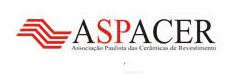 ASPACER
Associação Paulista das Cerâmicas de Revestimento